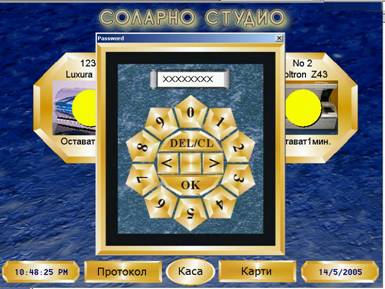 СОЛАРНО СТУДИО
Password
123
Luxura
No 2
oltron Z43
XXXXXXXX
0
1
2
3
4
5
6
7
8
9
DEL/CL
< >
OK
Остават
тават1мин.
10:48:25 PM
Протокол
Каса
Карти
14/5/2005